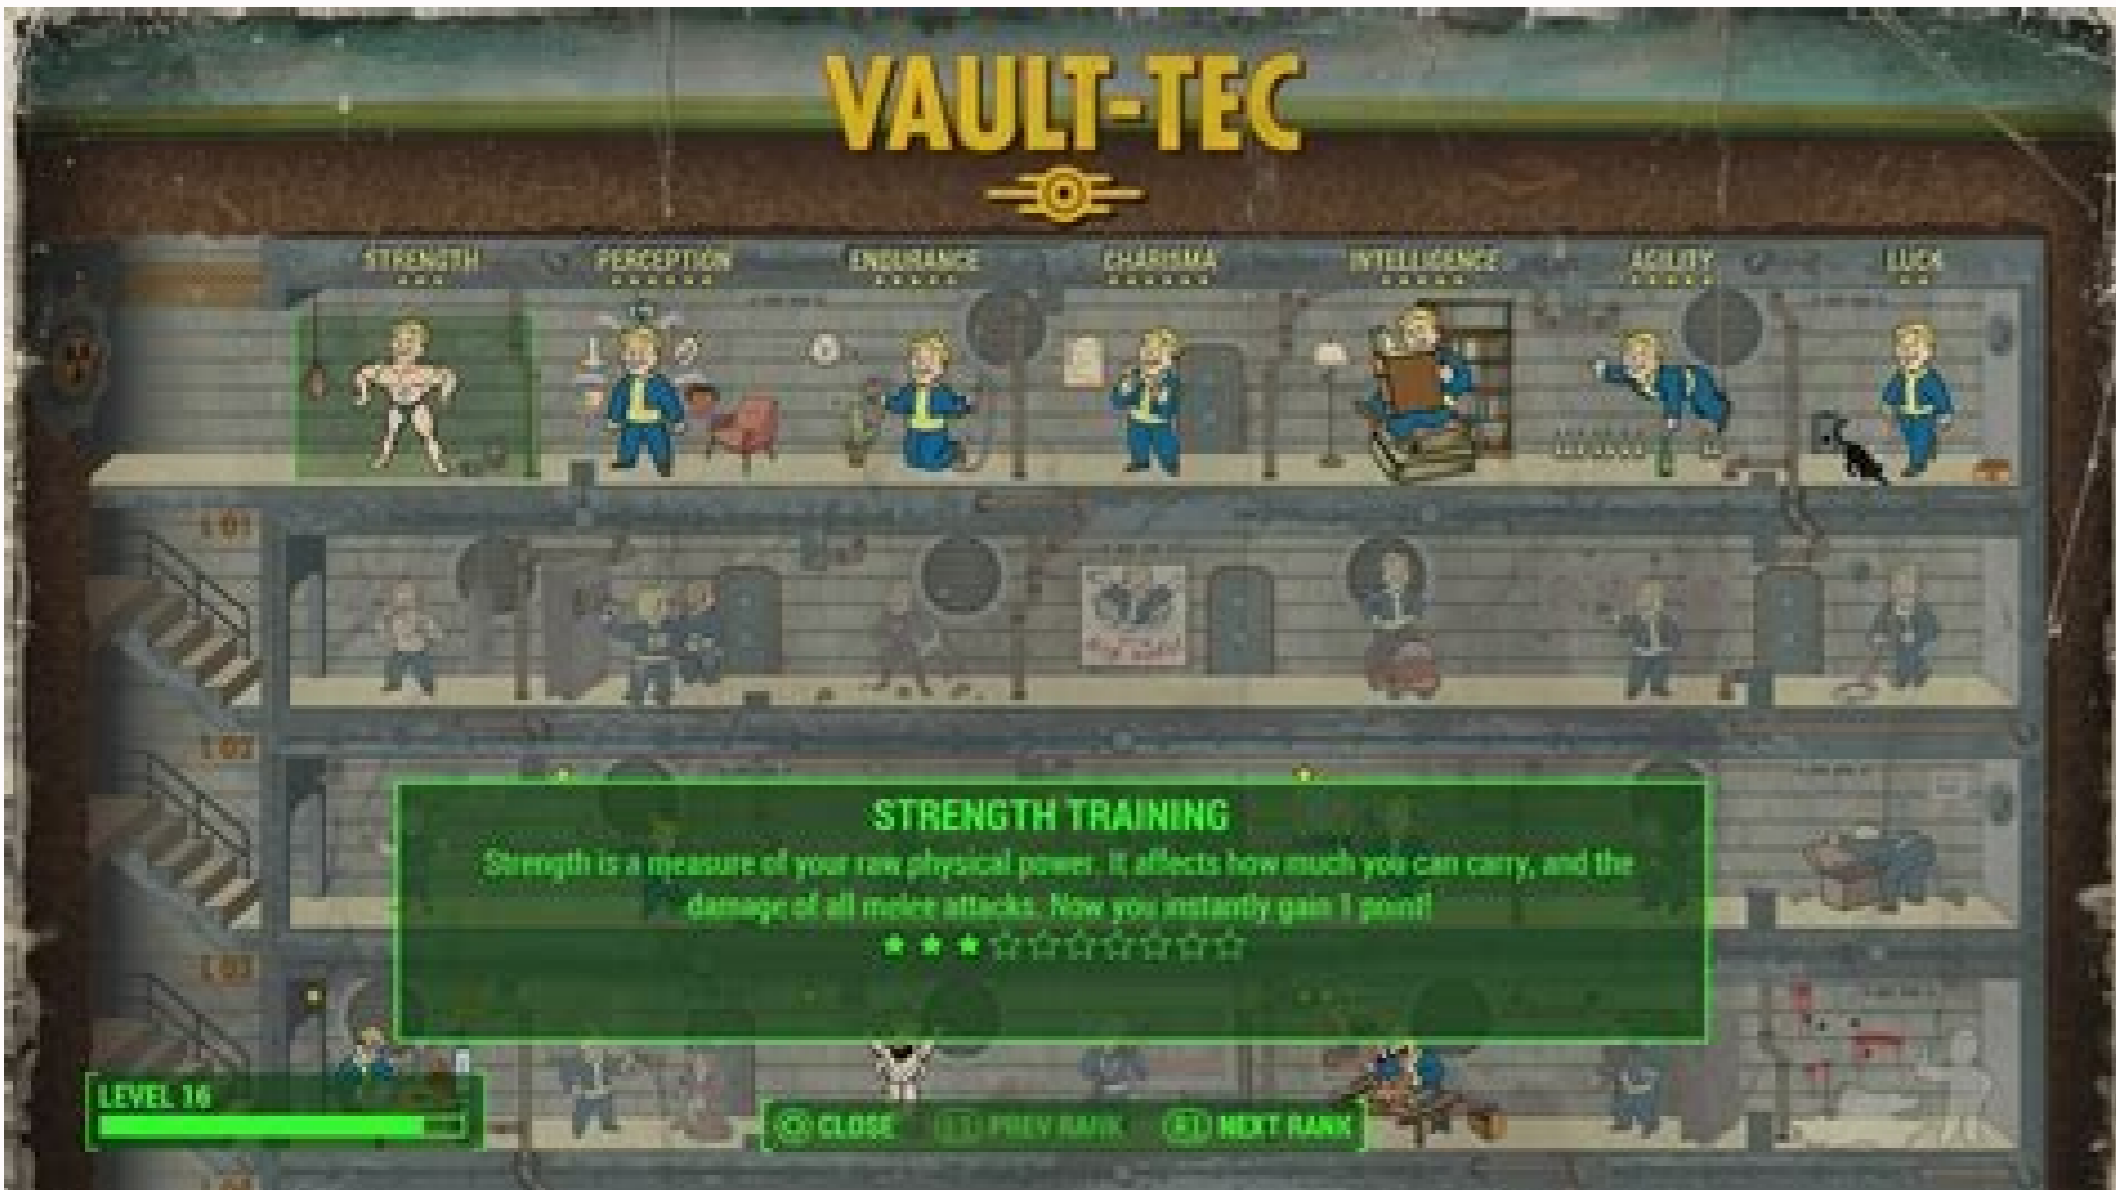 VAULT-TEC
STRENGTH PERCEPTION ENDURANCE CHARISMA INTELLIGENCE AGILITY LUCK
STRENGTH TRAINING
Strength is a measure of your raw physical power. It affects how much you can carry, and the
damage of all melee attacks. Now you instantly gain 1 point!
LEVEL 16
CLOSE PREV RANK R1 NEXT RANK